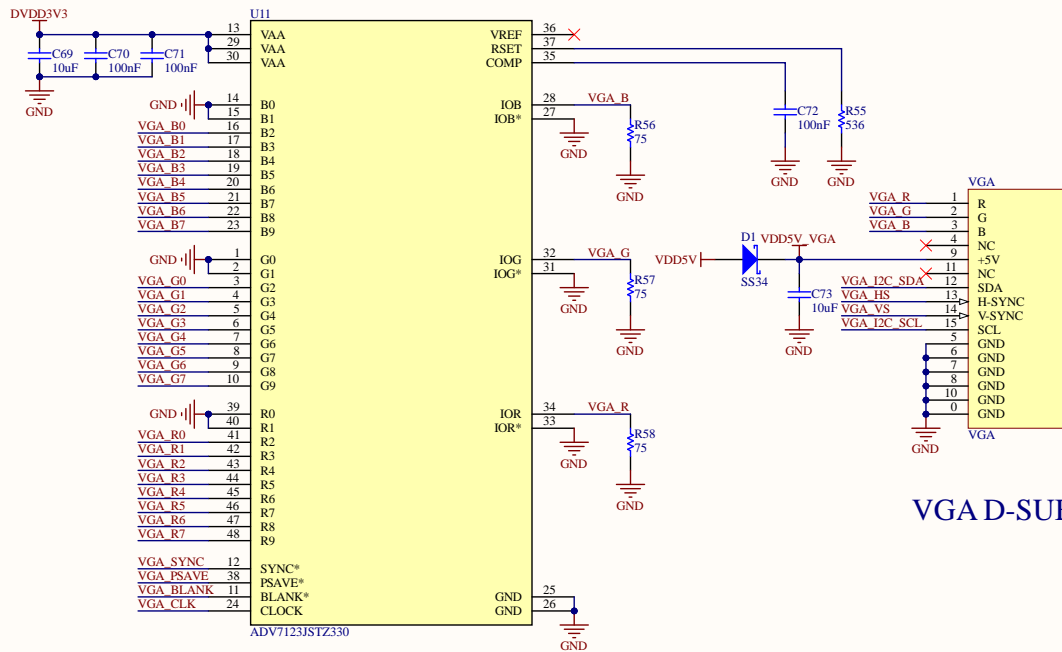 DVDD3V3
C69
10uF
C70
100nF
C71
100nF
GND
U11
13 VAA
29 VAA
30 VAA
GND
14 B0
15 B1
VGA_B0 16 B2
VGA_B1 17 B3
VGA_B2 18 B4
VGA_B3 19 B5
VGA_B4 20 B6
VGA_B5 21 B7
VGA_B6 22 B8
VGA_B7 23 B9
GND
1 G0
2 G1
VGA_G0 3 G2
VGA_G1 4 G3
VGA_G2 5 G4
VGA_G3 6 G5
VGA_G4 7 G6
VGA_G5 8 G7
VGA_G6 9 G8
VGA_G7 10 G9
GND
39 R0
40 R1
VGA_R0 41 R2
VGA_R1 42 R3
VGA_R2 43 R4
VGA_R3 44 R5
VGA_R4 45 R6
VGA_R5 46 R7
VGA_R6 47 R8
VGA_R7 48 R9
VGA_SYNC 12 SYNC*
VGA_PSAVE 38 PSAVE*
VGA_BLANK 11 BLANK*
VGA_CLK 24 CLOCK
ADV7123JSTZ330
VREF 36
RSET 37
COMP 35
IOB 28 VGA_B
IOB* 27
GND
R56
75
GND
C72
100nF
GND
R55
536
GND
IOG 32 VGA_G
IOG* 31
GND
R57
75
GND
IOR 34 VGA_R
IOR* 33
GND
R58
75
GND
GND 25
GND 26
GND
VDD5V
D1
SS34
VDD5V_VGA
C73
10uF
GND
VGA
VGA_R 1 R
VGA_G 2 G
VGA_B 3 B
4 NC
9 +5V
11 NC
VGA_I2C_SDA 12 SDA
VGA_HS 13 H-SYNC
VGA_VS 14 V-SYNC
VGA_I2C_SCL 15 SCL
5 GND
6 GND
7 GND
8 GND
10 GND
0 GND
GND
VGA
VGA D-SU